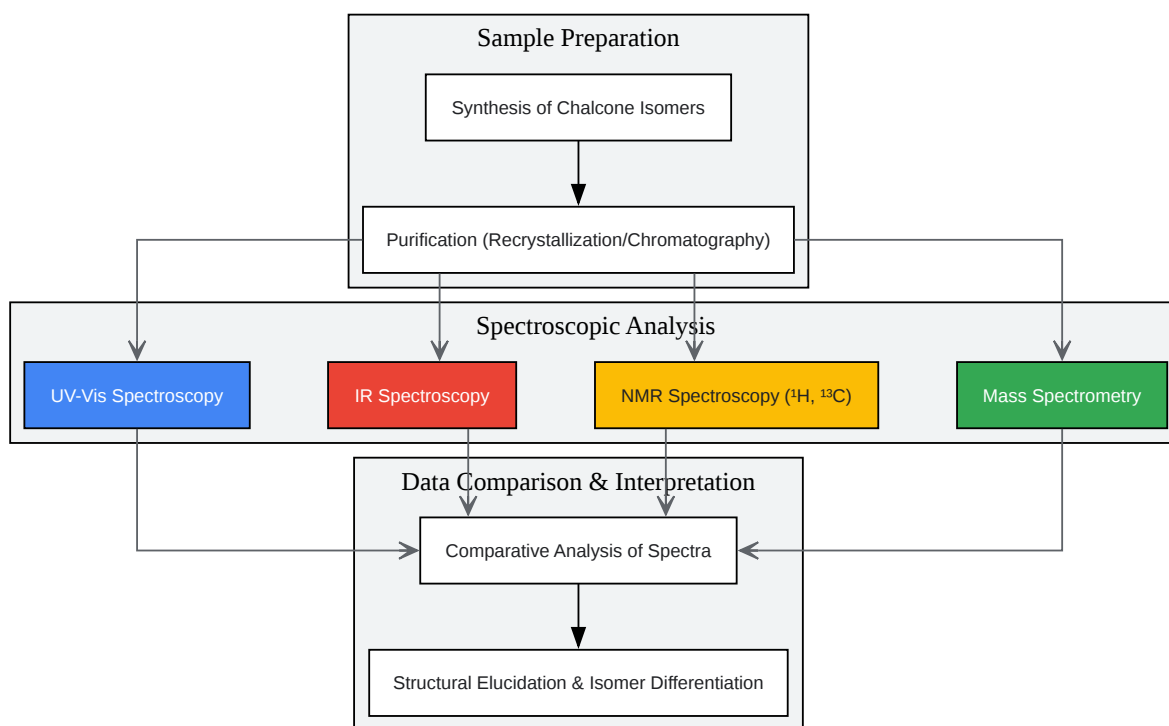 Sample Preparation
Synthesis of Chalcone Isomers
Purification (Recrystallization/Chromatography)
Spectroscopic Analysis
UV-Vis Spectroscopy
IR Spectroscopy
NMR Spectroscopy (¹H, ¹³C)
Mass Spectrometry
Data Comparison & Interpretation
Comparative Analysis of Spectra
Structural Elucidation & Isomer Differentiation